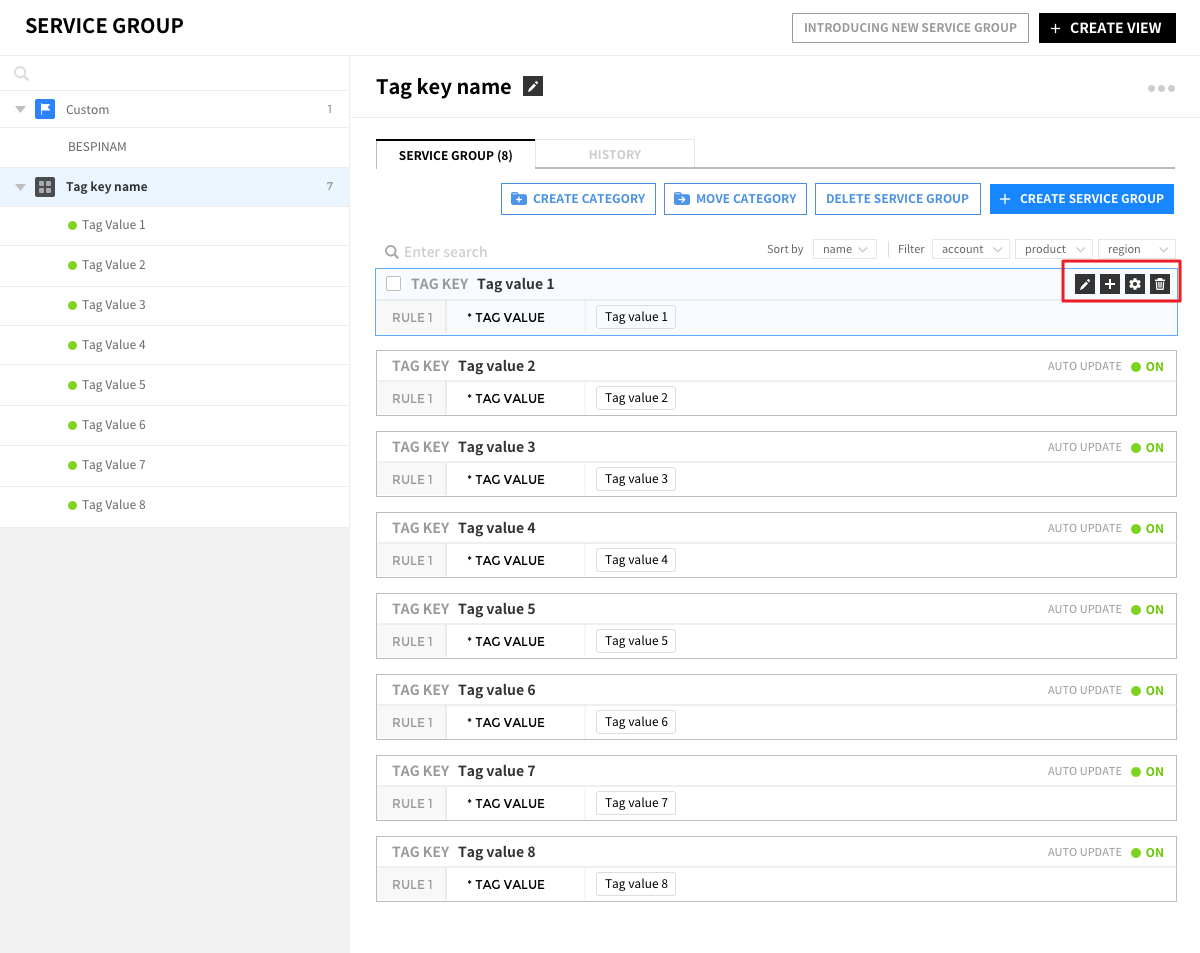 SERVICE GROUP
INTRODUCING NEW SERVICE GROUP
+ CREATE VIEW
Custom 1
BESPINAM
Tag key name 7
Tag Value 1
Tag Value 2
Tag Value 3
Tag Value 4
Tag Value 5
Tag Value 6
Tag Value 7
Tag Value 8
Tag key name
SERVICE GROUP (8) HISTORY
CREATE CATEGORY MOVE CATEGORY DELETE SERVICE GROUP + CREATE SERVICE GROUP
Enter search Sort by name Filter account product region
TAG KEY Tag value 1
RULE 1 * TAG VALUE Tag value 1
TAG KEY Tag value 2 AUTO UPDATE ON
RULE 1 * TAG VALUE Tag value 2
TAG KEY Tag value 3 AUTO UPDATE ON
RULE 1 * TAG VALUE Tag value 3
TAG KEY Tag value 4 AUTO UPDATE ON
RULE 1 * TAG VALUE Tag value 4
TAG KEY Tag value 5 AUTO UPDATE ON
RULE 1 * TAG VALUE Tag value 5
TAG KEY Tag value 6 AUTO UPDATE ON
RULE 1 * TAG VALUE Tag value 6
TAG KEY Tag value 7 AUTO UPDATE ON
RULE 1 * TAG VALUE Tag value 7
TAG KEY Tag value 8 AUTO UPDATE ON
RULE 1 * TAG VALUE Tag value 8